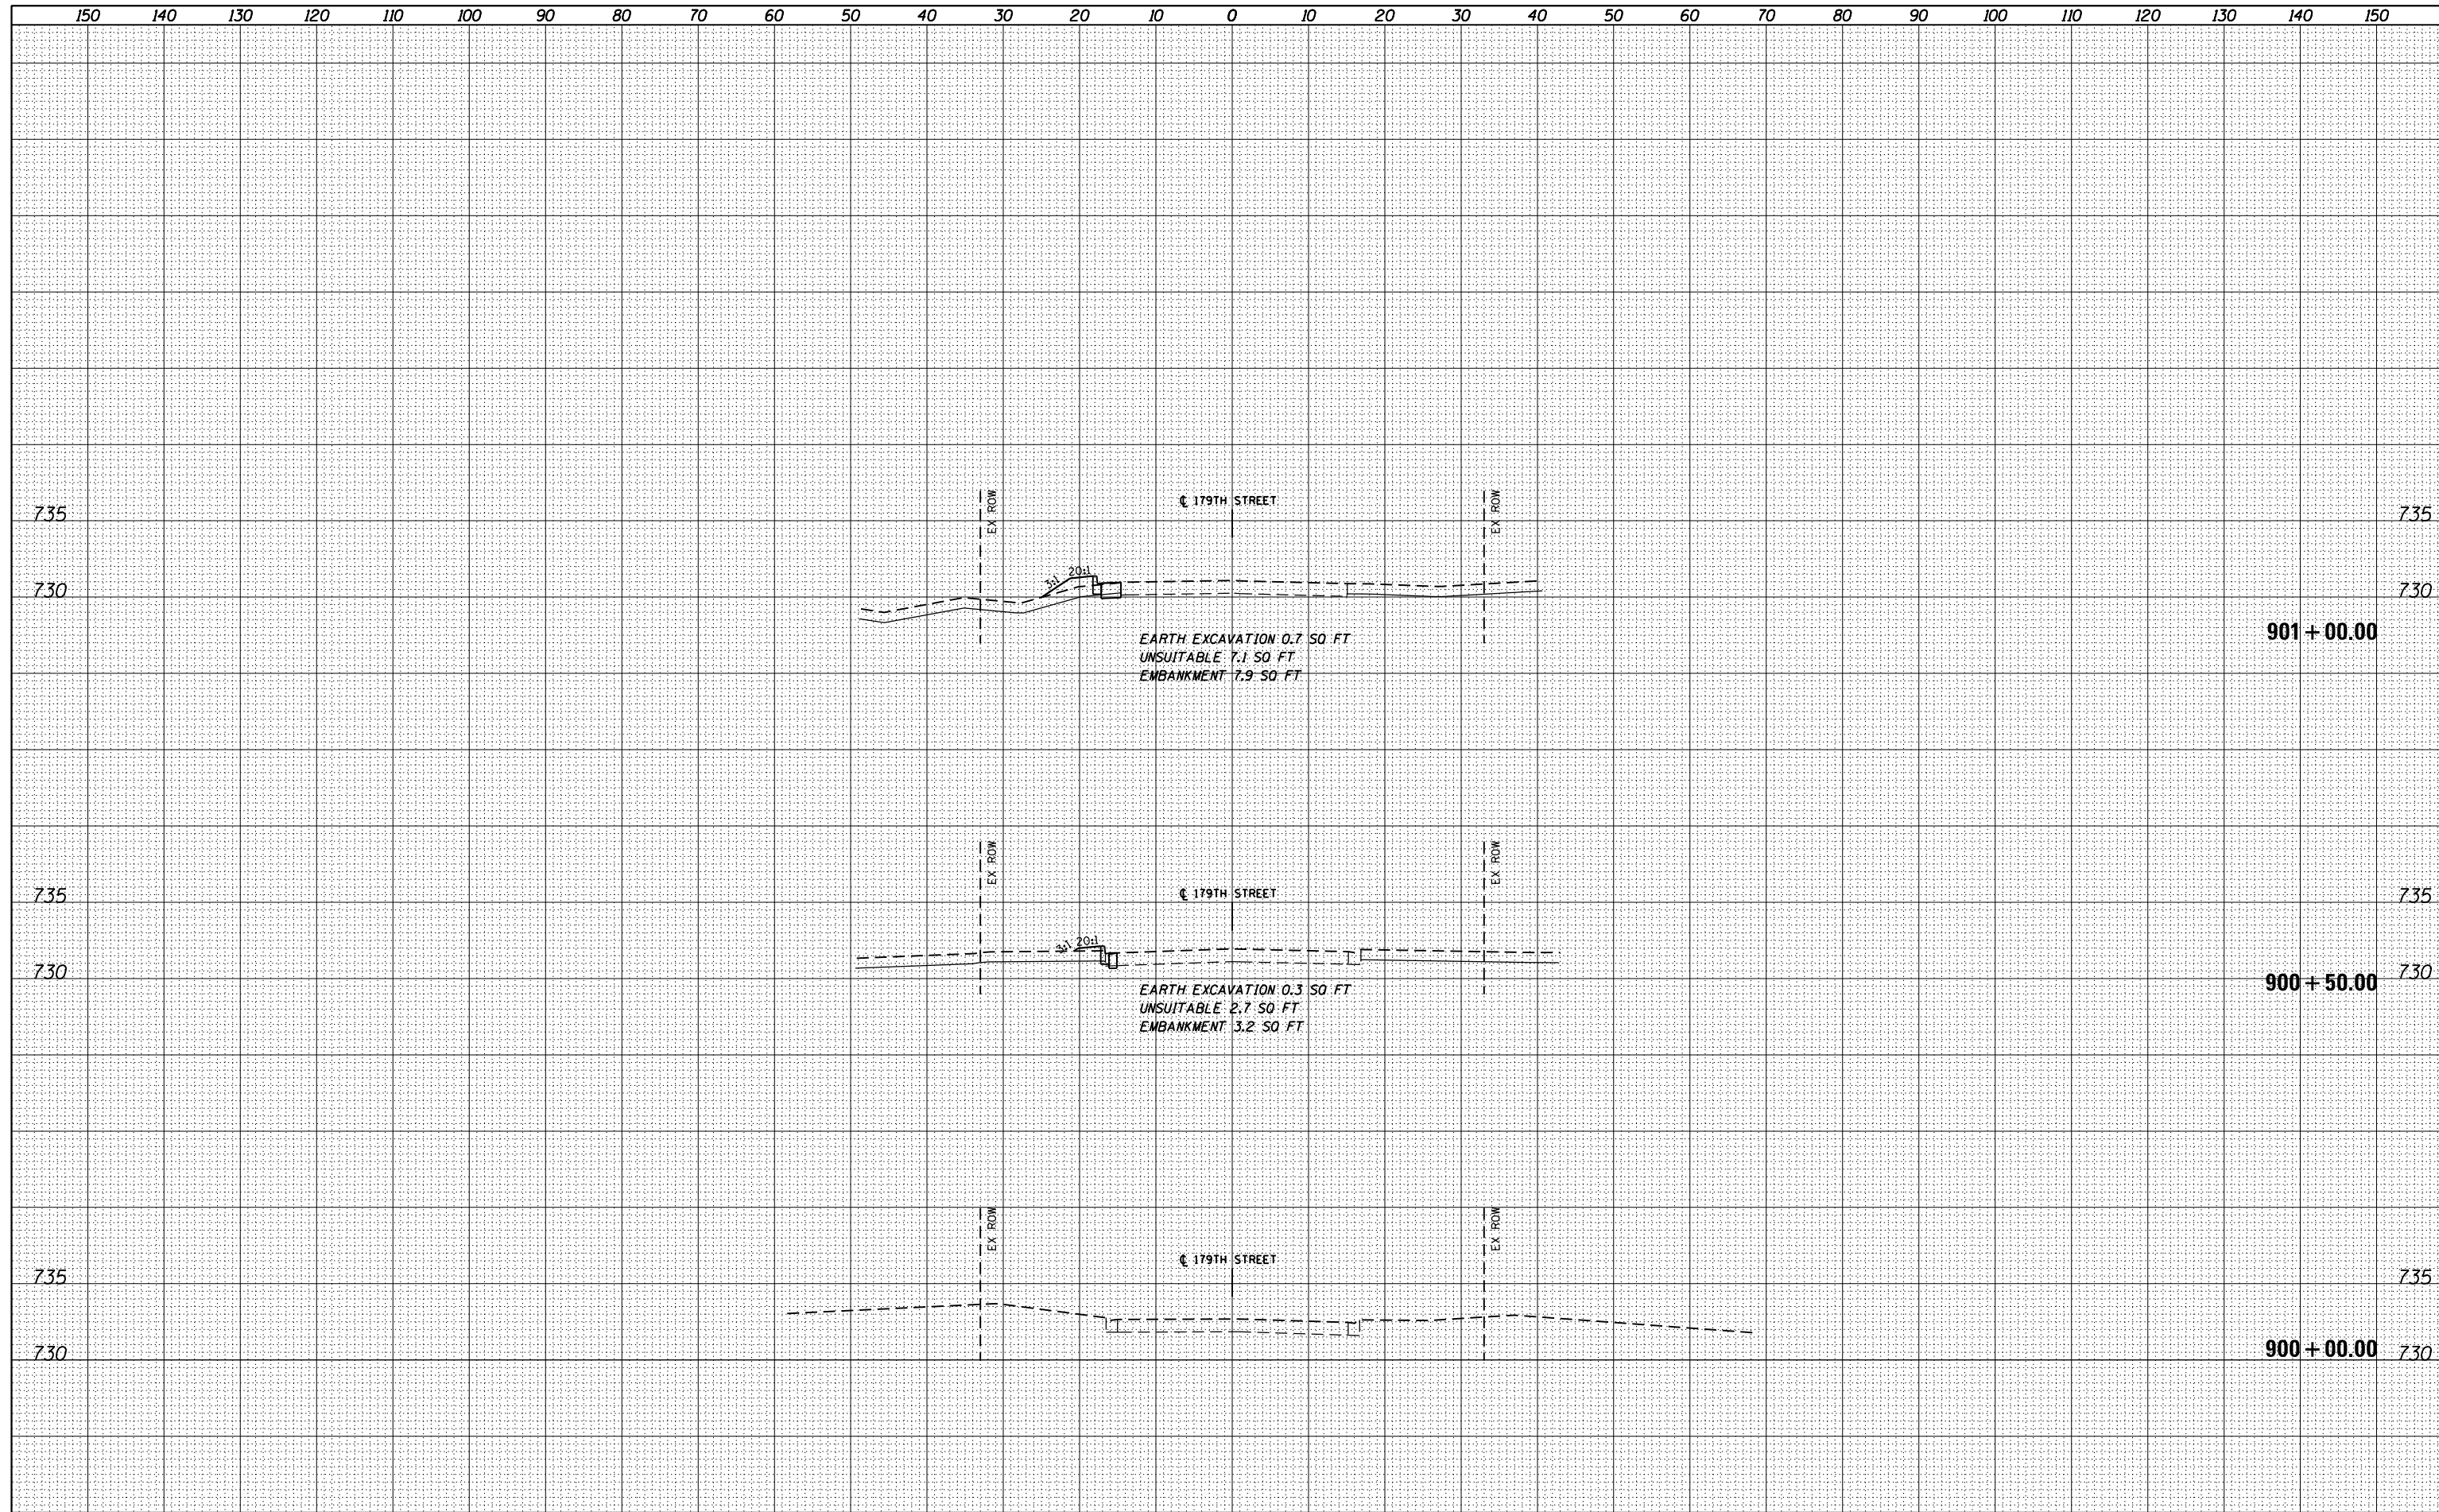 150 140 130 120 110 100 90 80 70 60 50 40 30 20 10 0 10 20 30 40 50 60 70 80 90 100 110 120 130 140 150
EX ROW
℄ 179TH STREET
EX ROW
735 735
3:1 20:1
730 730
901+00.00
EARTH EXCAVATION 0.7 SQ FT
UNSUITABLE 7.1 SQ FT
EMBANKMENT 7.9 SQ FT
EX ROW
℄ 179TH STREET
EX ROW
735 735
3:1 20:1
730 730
900+50.00
EARTH EXCAVATION 0.3 SQ FT
UNSUITABLE 2.7 SQ FT
EMBANKMENT 3.2 SQ FT
EX ROW
℄ 179TH STREET
EX ROW
735 735
730 900+00.00 730